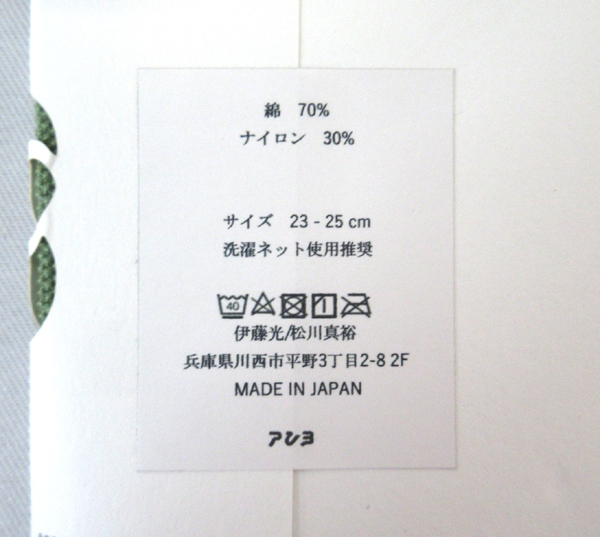 綿　70%
ナイロン　30%
サイズ　23 - 25 cm
洗濯ネット使用推奨
40
伊藤光/松川真裕
兵庫県川西市平野3丁目2-8 2F
MADE IN JAPAN
アひヨ